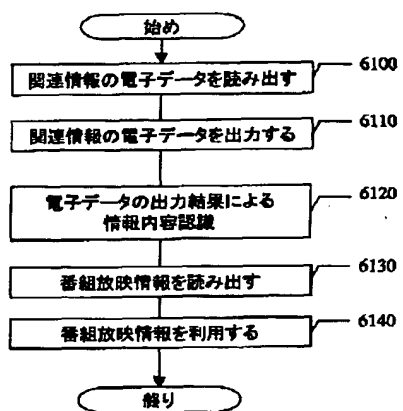 始め
関連情報の電子データを読み出す
6100
関連情報の電子データを出力する
6110
電子データの出力結果による
情報内容認識
6120
番組放映情報を読み出す
6130
番組放映情報を利用する
6140
終り